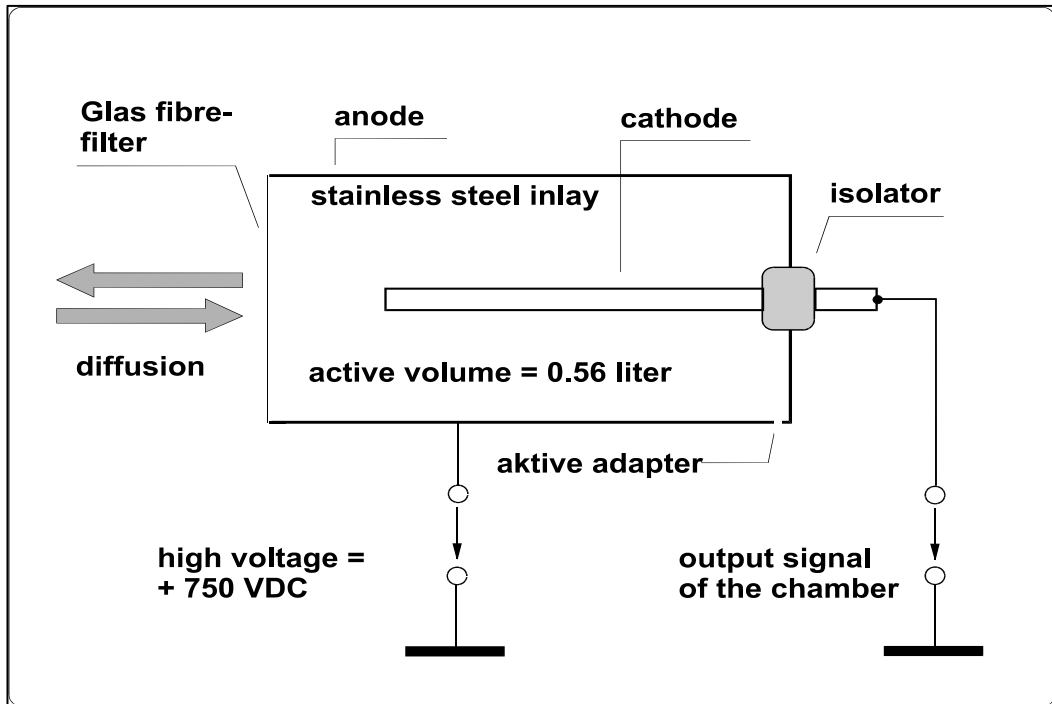 Glas fibre-
filter
anode
cathode
isolator
stainless steel inlay
diffusion
active volume = 0.56 liter
aktive adapter
high voltage =
+ 750 VDC
output signal
of the chamber